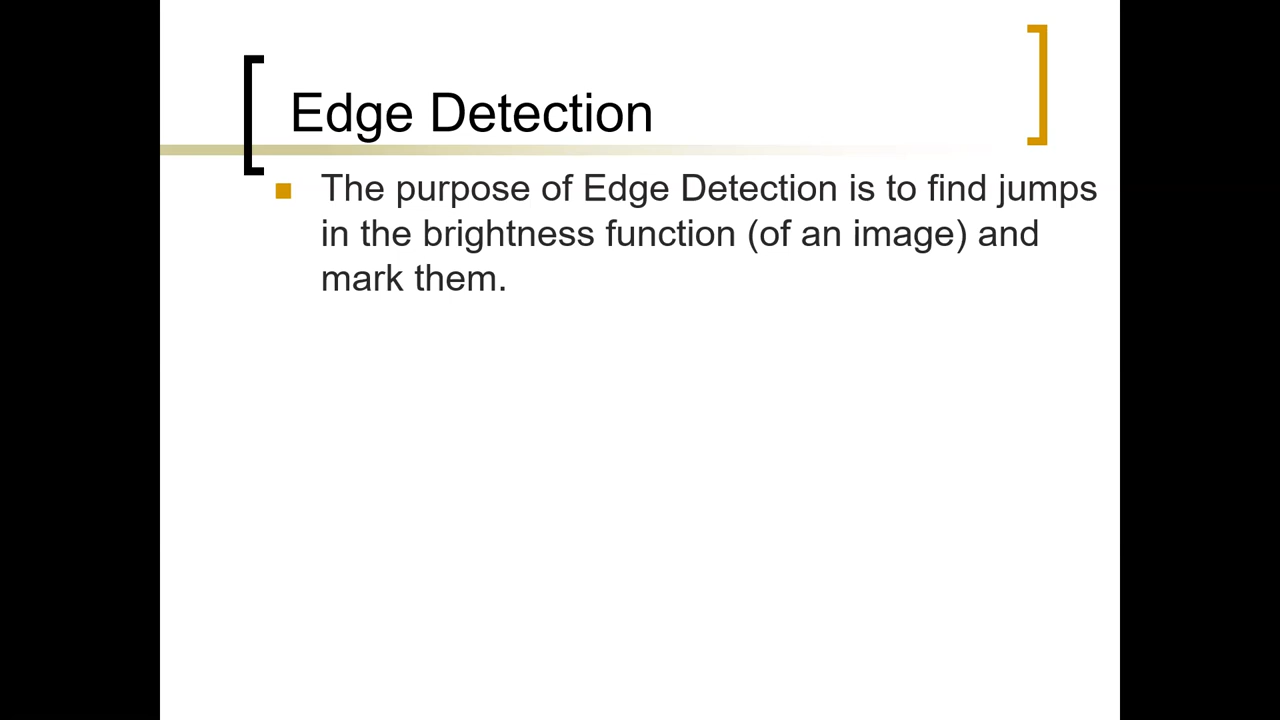 Edge Detection
The purpose of Edge Detection is to find jumps
in the brightness function (of an image) and
mark them.